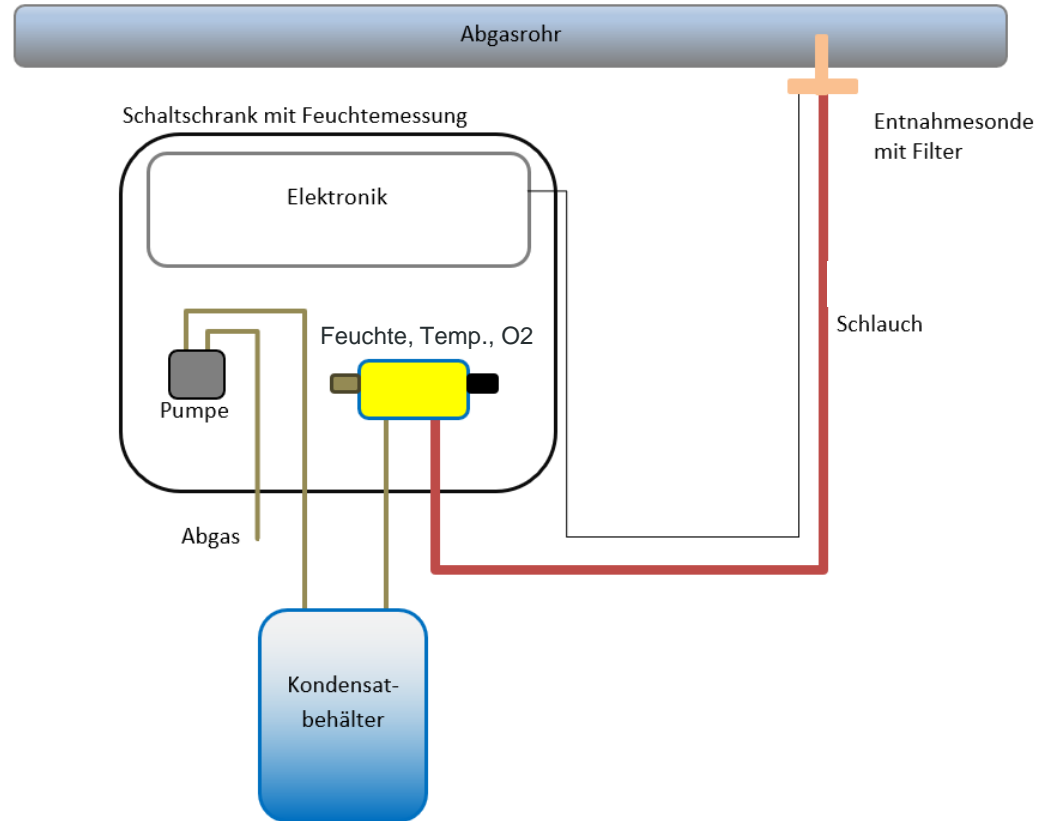 Abgasrohr
Schaltschrank mit Feuchtemessung
Entnahmesonde
mit Filter
Elektronik
Schlauch
Feuchte, Temp., O2
Pumpe
Abgas
Kondensat-
behälter